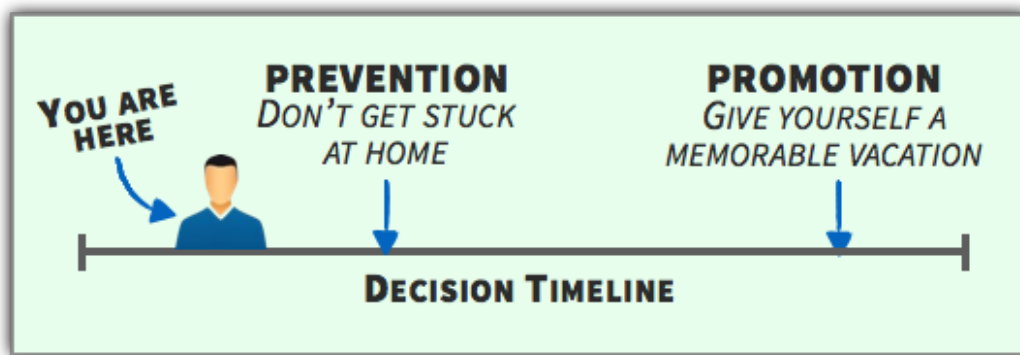 YOU ARE
HERE
PREVENTION
DON'T GET STUCK
AT HOME
PROMOTION
GIVE YOURSELF A
MEMORABLE VACATION
DECISION TIMELINE